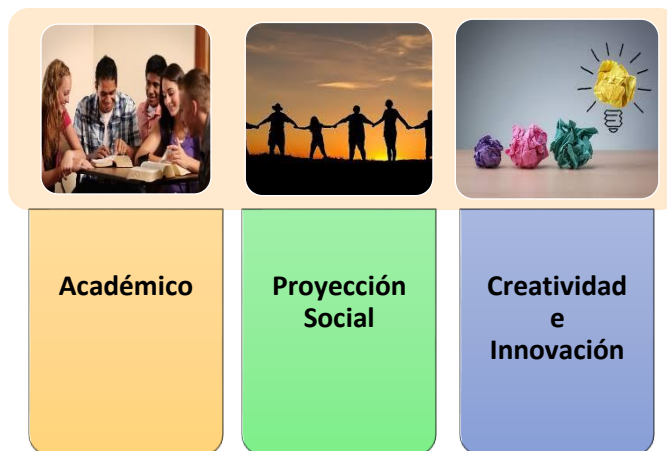 Académico
Proyección
Social
Creatividad
e
Innovación